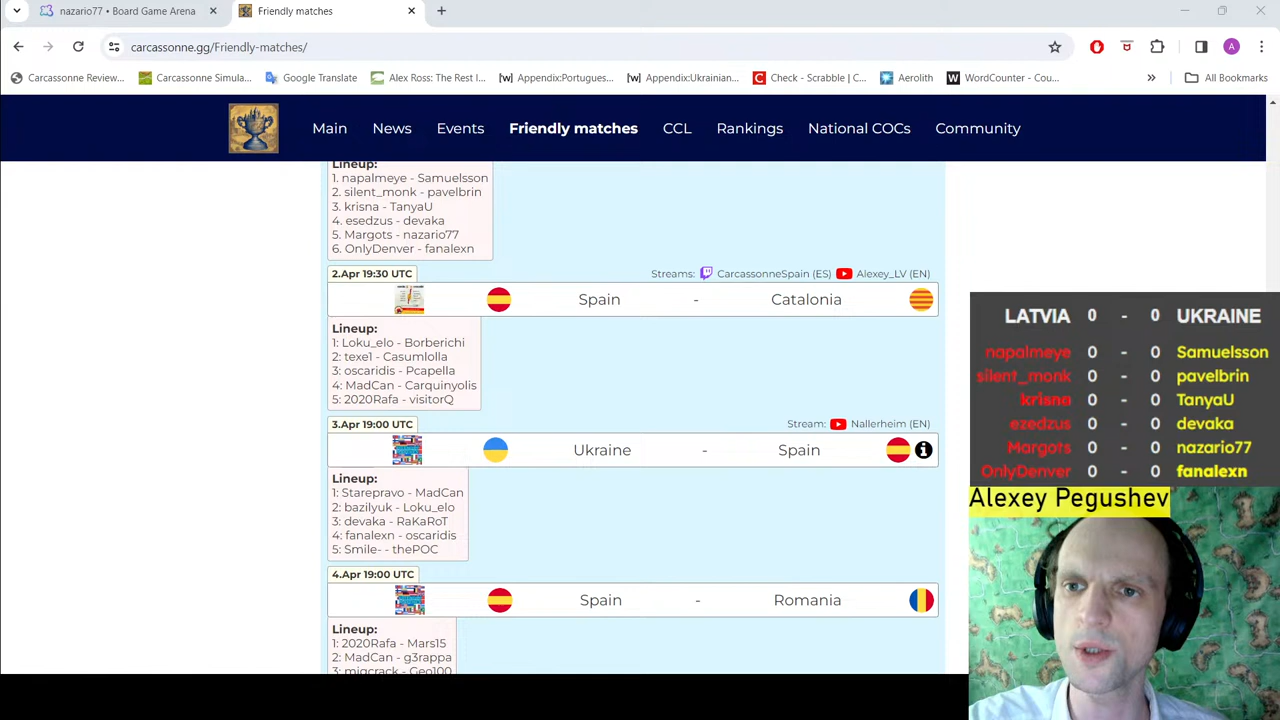 nazario77 • Board Game Arena
Friendly matches
carcassonne.gg/Friendly-matches/
A
Carcassonne Review...
Carcassonne Simula...
Google Translate
Alex Ross: The Rest I...
[w] Appendix:Portugues...
[w] Appendix:Ukrainian...
C Check - Scrabble | C...
Aerolith
W WordCounter - Cou...
All Bookmarks
Main
News
Events
Friendly matches
CCL
Rankings
National COCs
Community
Lineup:
1. napalmeye - Samuelsson
2. silent_monk - pavelbrin
3. krisna - TanyaU
4. esedzus - devaka
5. Margots - nazario77
6. OnlyDenver - fanalexn
2.Apr 19:30 UTC
Streams: CarcassonneSpain (ES) Alexey_LV (EN)
Spain - Catalonia
Lineup:
1: Loku_elo - Borberichi
2: texe1 - Casumlolla
3: oscaridis - Pcapella
4: MadCan - Carquinyolis
5: 2020Rafa - visitorQ
3.Apr 19:00 UTC
Stream: Nallerheim (EN)
Ukraine - Spain
Lineup:
1: Starepravo - MadCan
2: bazilyuk - Loku_elo
3: devaka - RaKaRoT
4: fanalexn - oscaridis
5: Smile- - thePOC
4.Apr 19:00 UTC
Spain - Romania
Lineup:
1: 2020Rafa - Mars15
2: MadCan - g3rappa
3: migcrack - Geo100
LATVIA 0 - 0 UKRAINE
napalmeye 0 - 0 Samuelsson
silent_monk 0 - 0 pavelbrin
krisna 0 - 0 TanyaU
ezedzus 0 - 0 devaka
Margots 0 - 0 nazario77
OnlyDenver 0 - 0 fanalexn
Alexey Pegushev